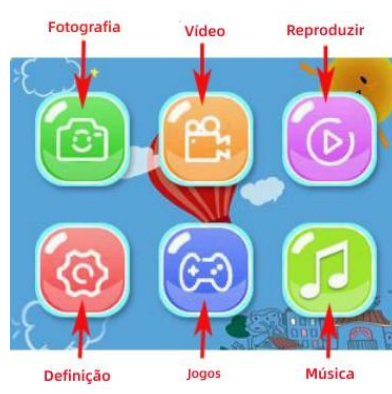 Fotografia
Vídeo
Reproduzir
Definição
Jogos
Música